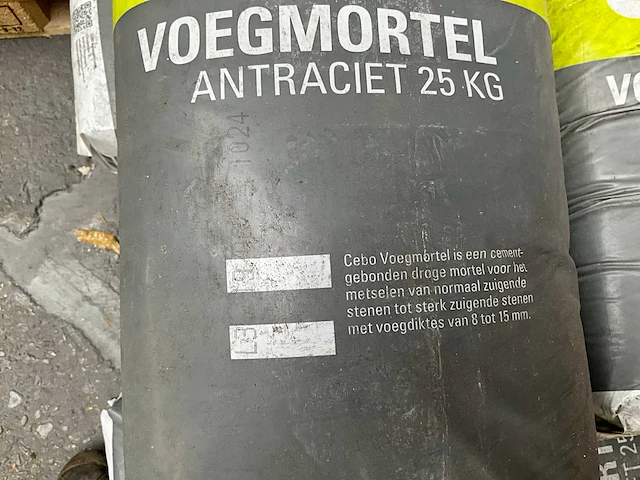 VOEGMORTEL
ANTRACIET 25 KG
1024
Cebo Voegmortel is een cement-
gebonden droge mortel voor het
metselen van normaal zuigende
stenen tot sterk zuigende stenen
met voegdiktes van 8 tot 15 mm.